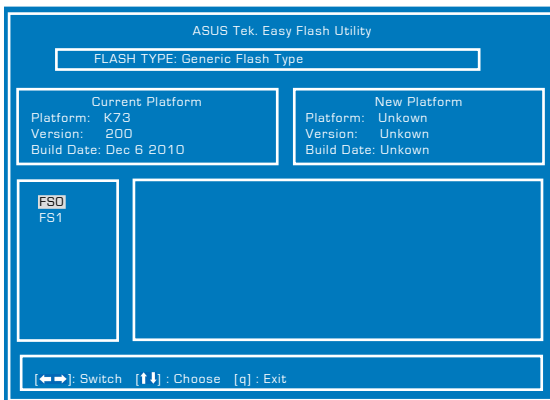 ASUS Tek. Easy Flash Utility
FLASH TYPE: Generic Flash Type
Current Platform
Platform: K73
Version: 200
Build Date: Dec 6 2010
New Platform
Platform: Unkown
Version: Unkown
Build Date: Unkown
FS0
FS1
[←→]: Switch [↑↓] : Choose [q] : Exit